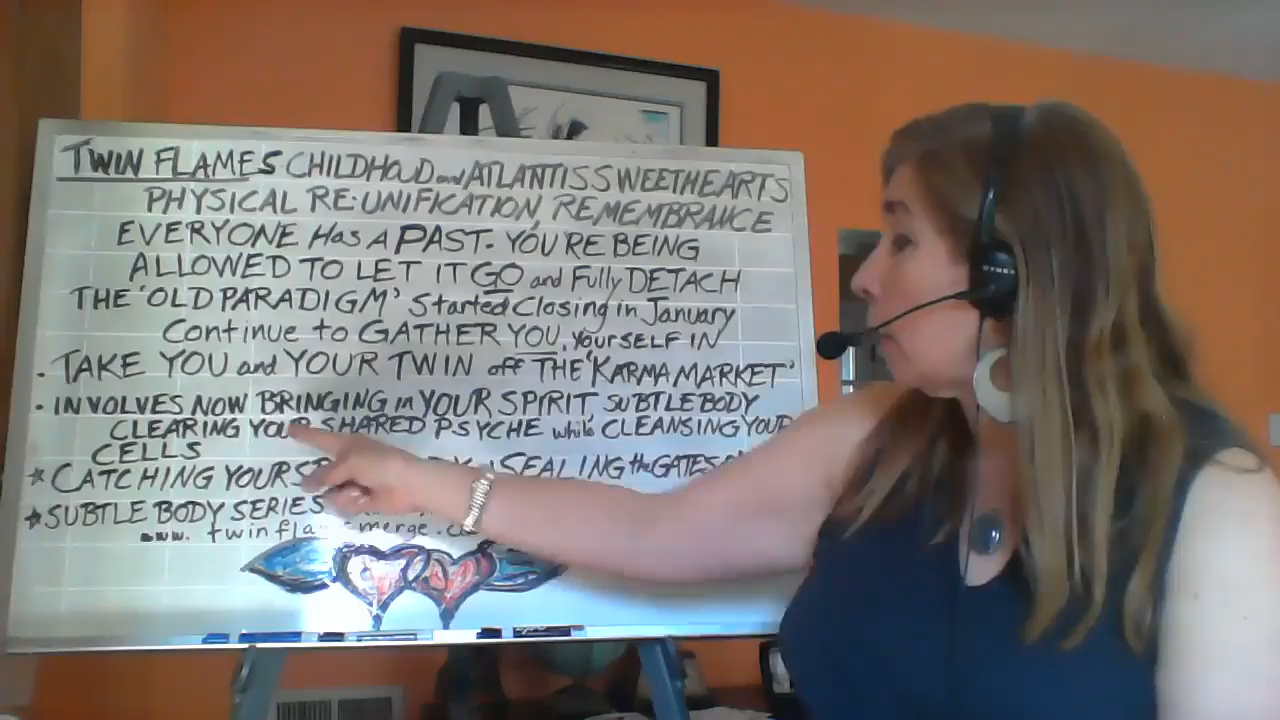 TWIN FLAMES CHILDHOOD and ATLANTIS SWEETHEARTS
PHYSICAL RE:UNIFICATION, REMEMBRANCE
EVERYONE HAS A PAST. YOU'RE BEING
ALLOWED TO LET IT GO and Fully DETACH
THE 'OLD PARADIGM' Started Closing in January
Continue to GATHER YOU, YOURSELF IN
. TAKE YOU and YOUR TWIN off THE 'KARMA MARKET'
. INVOLVES NOW BRINGING in YOUR SPIRIT, SUBTLE BODY
CLEARING YOUR SHARED PSYCHE while CLEANSING YOUR
CELLS
* CATCHING SEALING the GATES
* SUBTLE BODY SERIES
www.